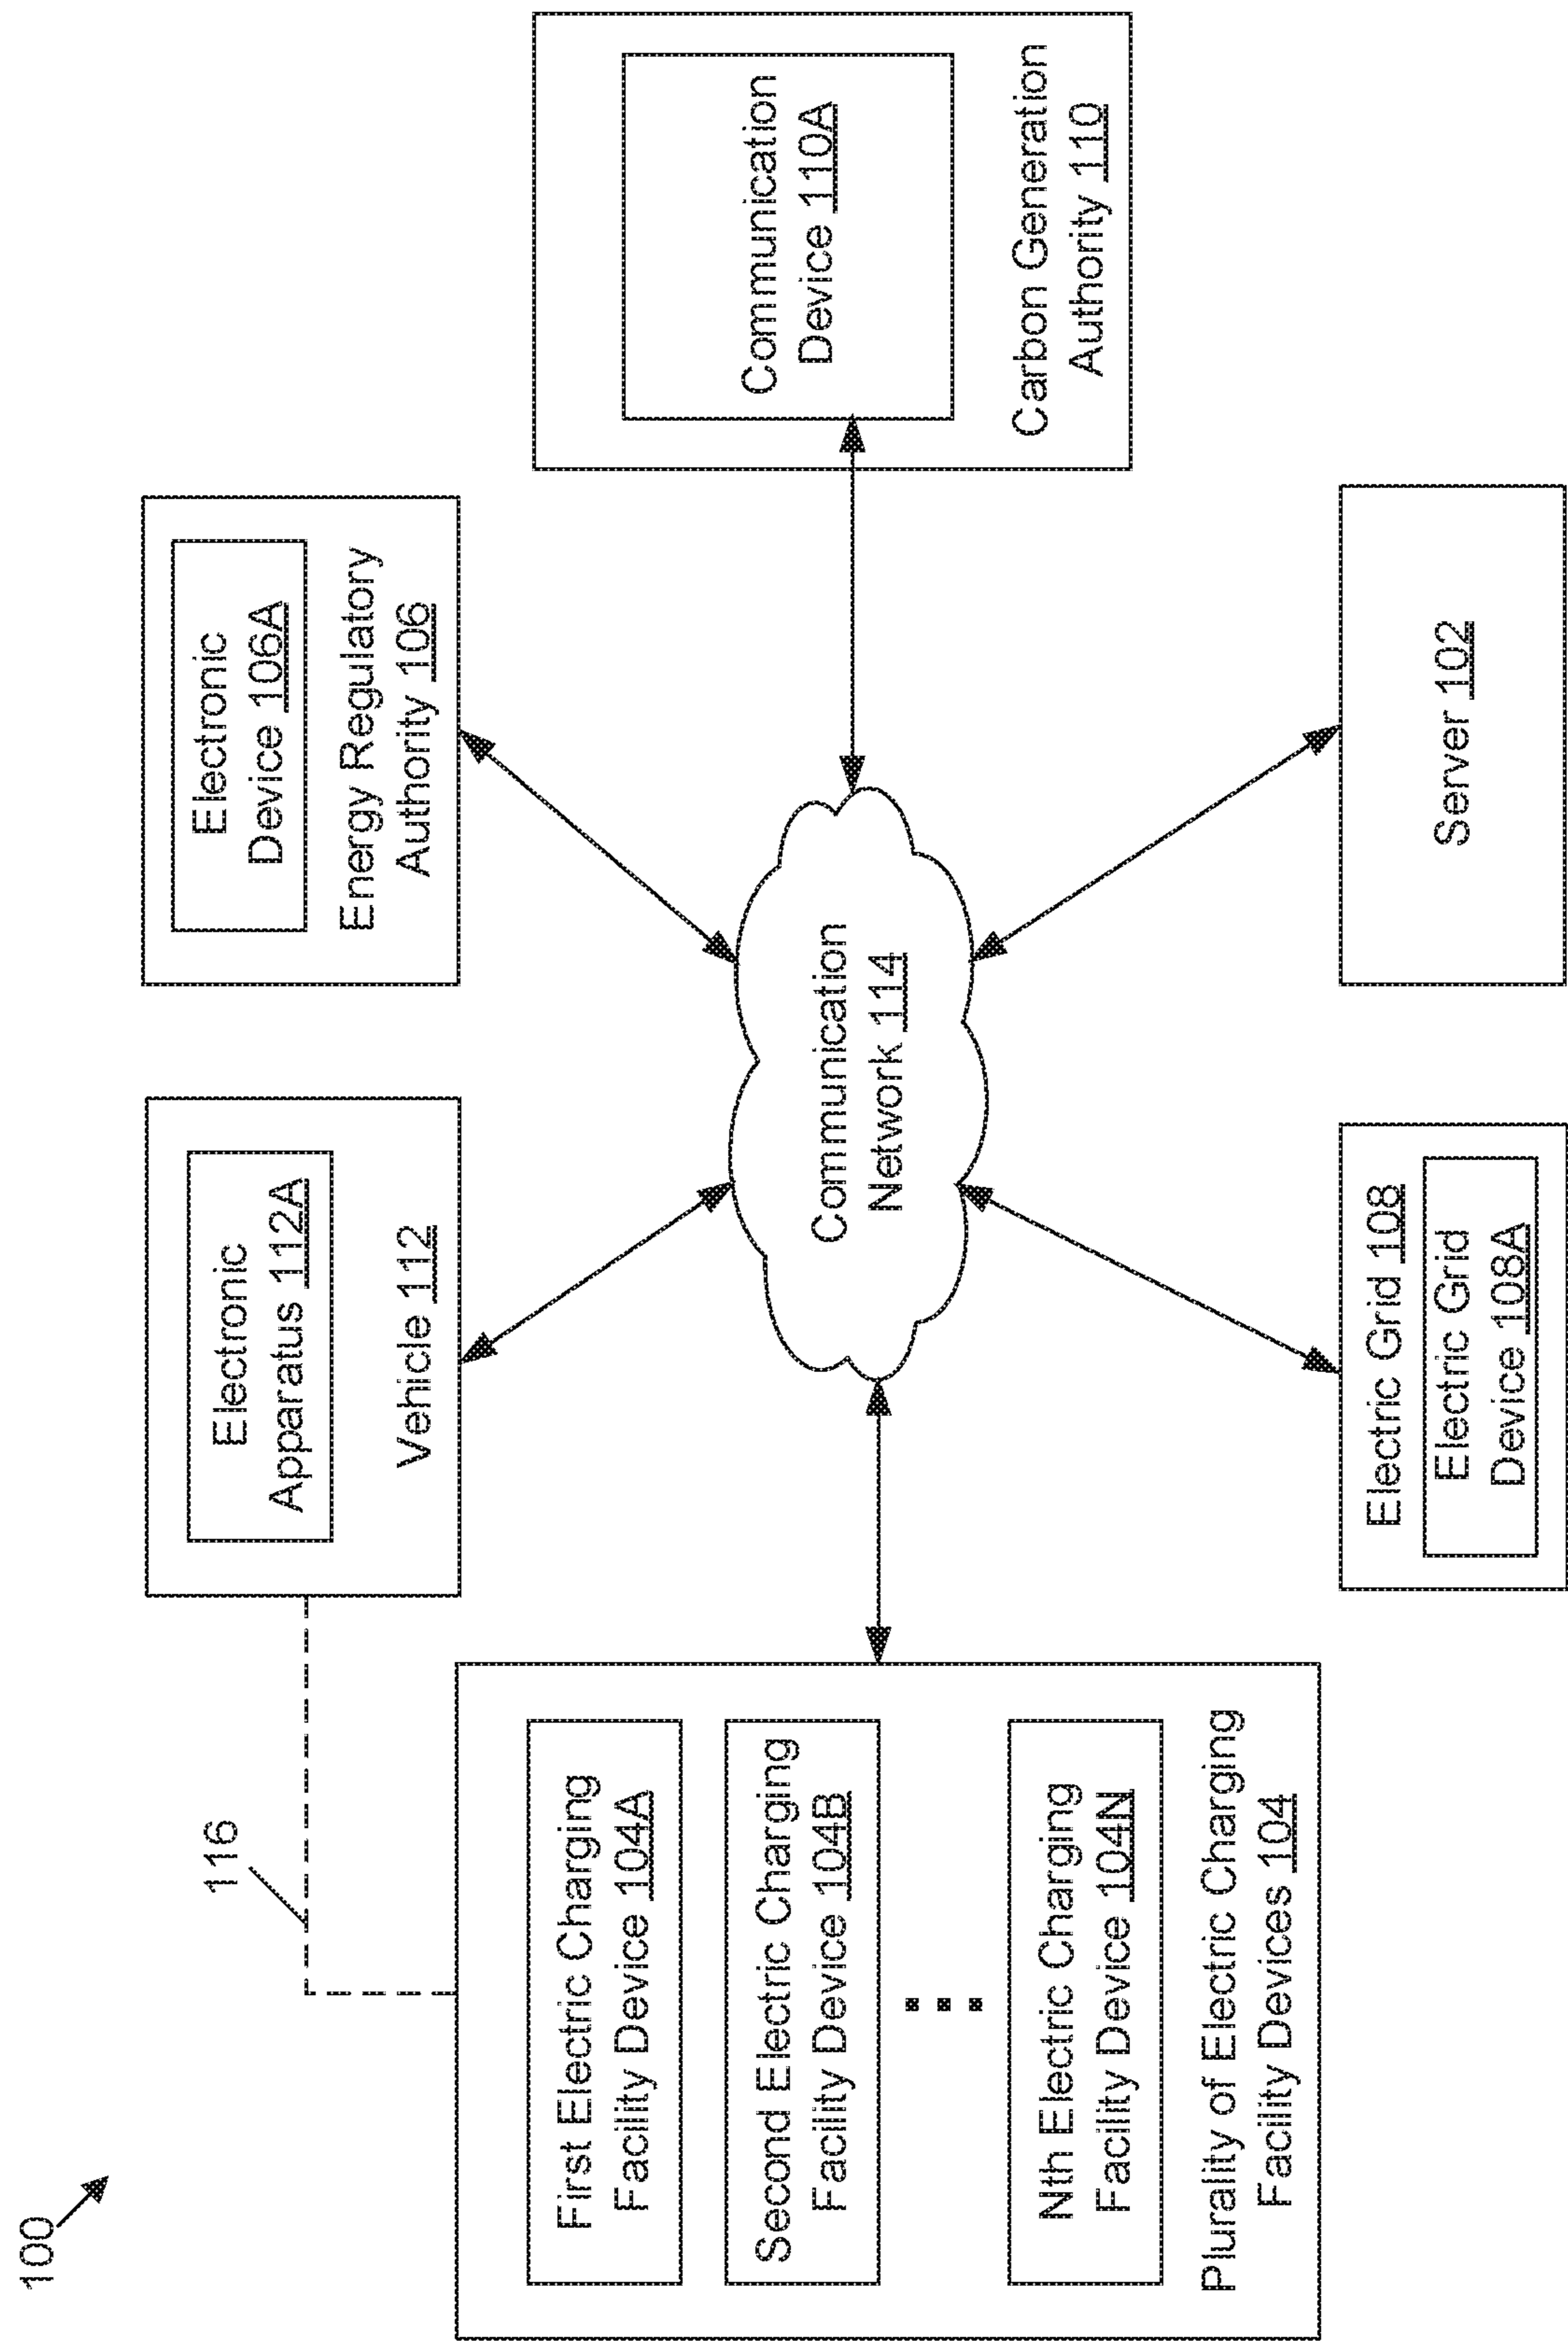 100
116
Electronic
Apparatus 112A
Vehicle 112
Electronic
Device 106A
Energy Regulatory
Authority 106
First Electric Charging
Facility Device 104A
Second Electric Charging
Facility Device 104B
Nth Electric Charging
Facility Device 104N
Plurality of Electric Charging
Facility Devices 104
Communication
Network 114
Communication
Device 110A
Carbon Generation
Authority 110
Electric Grid 108
Electric Grid
Device 108A
Server 102